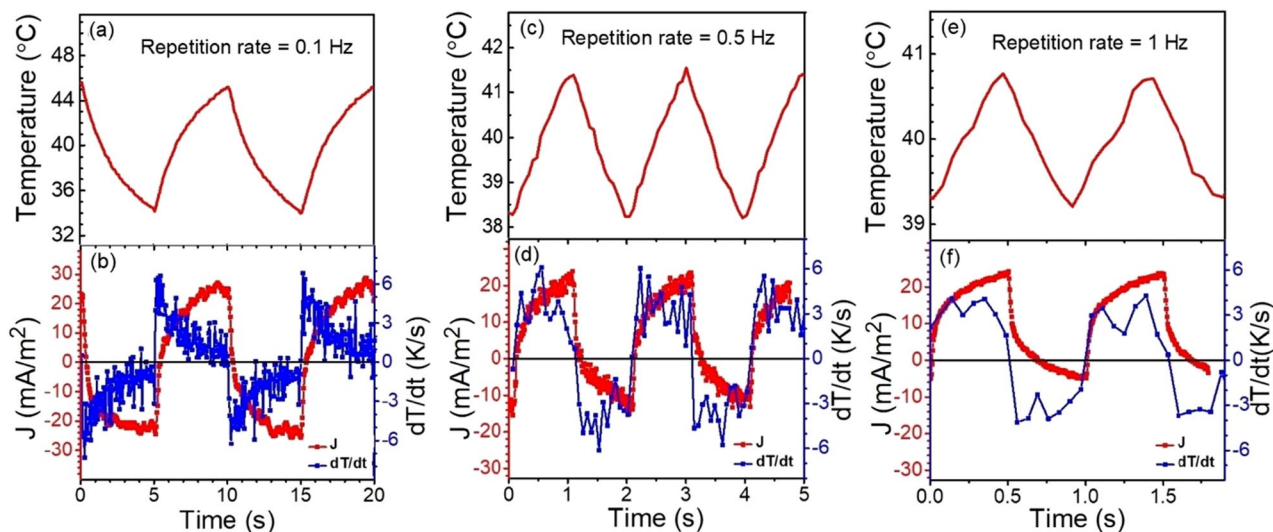 (a)
Repetition rate = 0.1 Hz
Temperature (°C)
48
44
40
36
32
(b)
J (mA/m²)
30
20
10
0
-10
-20
-30
6
3
0
-3
-6
dT/dt (K/s)
J
dT/dt
0 5 10 15 20
Time (s)
(c)
Repetition rate = 0.5 Hz
Temperature (°C)
42
41
40
39
38
(d)
J (mA/m²)
30
20
10
0
-10
-20
-30
6
3
0
-3
-6
dT/dt (K/s)
J
dT/dt
0 1 2 3 4 5
Time (s)
(e)
Repetition rate = 1 Hz
Temperature (°C)
41
40
39
(f)
J (mA/m²)
30
20
10
0
-10
-20
-30
6
3
0
-3
-6
dT/dt(K/s)
J
dT/dt
0.0 0.5 1.0 1.5
Time (s)